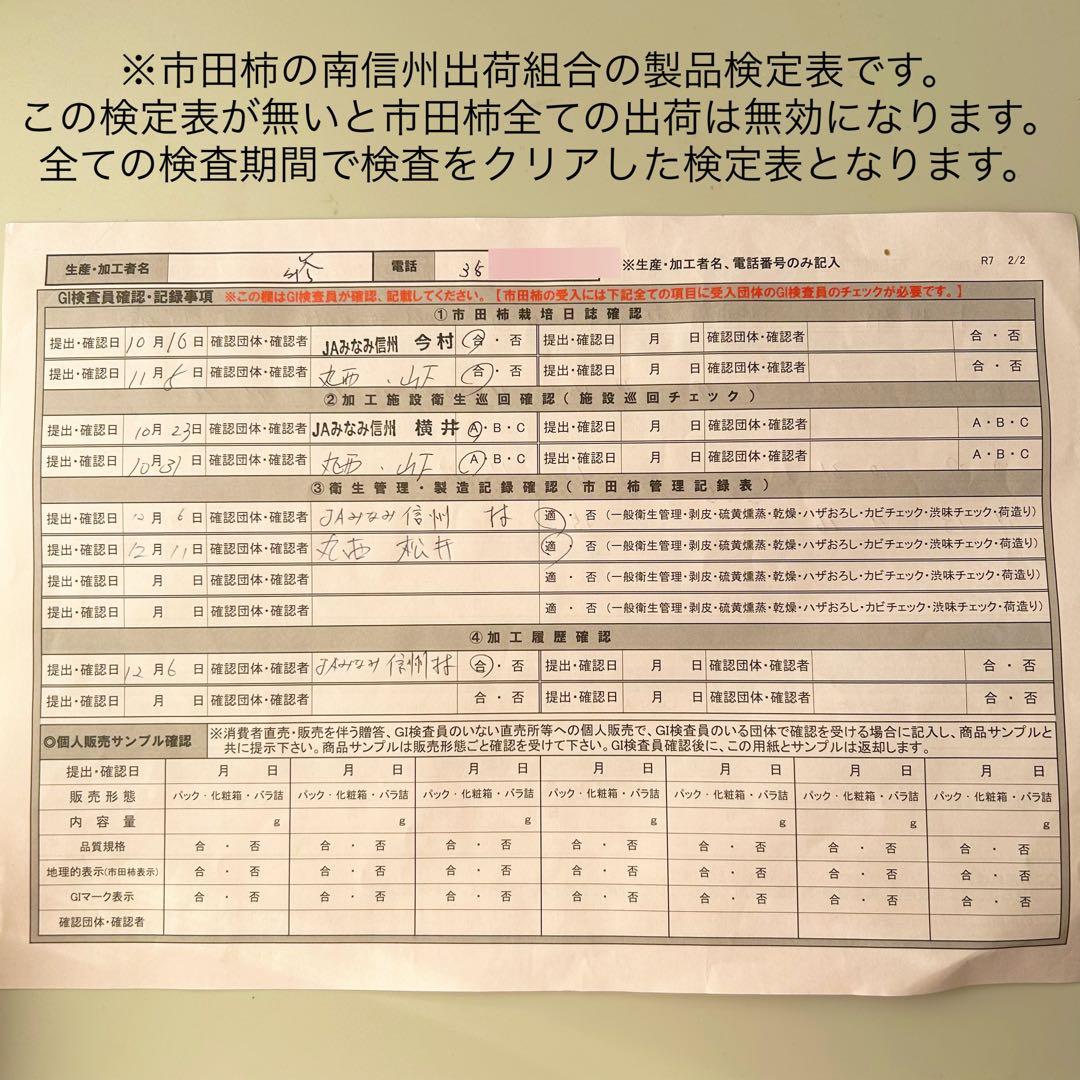 ※市田柿の南信州出荷組合の製品検定表です。
この検定表が無いと市田柿全ての出荷は無効になります。
全ての検査期間で検査をクリアした検定表となります。
生産・加工者名 電話 35 ※生産・加工者名、電話番号のみ記入 R7 2/2
GI検査員確認・記録事項 ※この欄はGI検査員が確認、記載してください。【市田柿の受入には下記全ての項目に受入団体のGI検査員のチェックが必要です。】
①市田柿栽培日誌確認
提出・確認日 10月16日 確認団体・確認者 JAみなみ信州 今村 合・否 提出・確認日 月 日 確認団体・確認者 合・否
提出・確認日 11月5日 確認団体・確認者 丸西・山下 合・否 提出・確認日 月 日 確認団体・確認者 合・否
②加工施設衛生巡回確認(施設巡回チェック)
提出・確認日 10月23日 確認団体・確認者 JAみなみ信州 横井 A・B・C 提出・確認日 月 日 確認団体・確認者 A・B・C
提出・確認日 10月31日 確認団体・確認者 丸西・山下 A・B・C 提出・確認日 月 日 確認団体・確認者 A・B・C
③衛生管理・製造記録確認(市田柿管理記録表)
提出・確認日 12月6日 確認団体・確認者 JAみなみ信州 林 適・否 (一般衛生管理・剥皮・硫黄燻蒸・乾燥・ハザおろし・カビチェック・渋味チェック・荷造り)
提出・確認日 12月11日 確認団体・確認者 丸西 松井 適・否 (一般衛生管理・剥皮・硫黄燻蒸・乾燥・ハザおろし・カビチェック・渋味チェック・荷造り)
提出・確認日 月 日 確認団体・確認者 適・否 (一般衛生管理・剥皮・硫黄燻蒸・乾燥・ハザおろし・カビチェック・渋味チェック・荷造り)
提出・確認日 月 日 確認団体・確認者 適・否 (一般衛生管理・剥皮・硫黄燻蒸・乾燥・ハザおろし・カビチェック・渋味チェック・荷造り)
④加工履歴確認
提出・確認日 12月6日 確認団体・確認者 JAみなみ信州 林 合・否 提出・確認日 月 日 確認団体・確認者 合・否
提出・確認日 月 日 確認団体・確認者 合・否 提出・確認日 月 日 確認団体・確認者 合・否
◎個人販売サンプル確認 ※消費者直売・販売を伴う贈答、GI検査員のいない直売所等への個人販売で、GI検査員のいる団体で確認を受ける場合に記入し、商品サンプルと
共に提示下さい。商品サンプルは販売形態ごと確認を受けて下さい。GI検査員確認後に、この用紙とサンプルは返却します。
提出・確認日 月 日 月 日 月 日 月 日 月 日 月 日 月 日
販売形態 パック・化粧箱・バラ詰 パック・化粧箱・バラ詰 パック・化粧箱・バラ詰 パック・化粧箱・バラ詰 パック・化粧箱・バラ詰 パック・化粧箱・バラ詰 パック・化粧箱・バラ詰
内容量 g g g g g g g
品質規格 合・否 合・否 合・否 合・否 合・否 合・否 合・否
地理的表示(市田柿表示) 合・否 合・否 合・否 合・否 合・否 合・否 合・否
GIマーク表示 合・否 合・否 合・否 合・否 合・否 合・否 合・否
確認団体・確認者